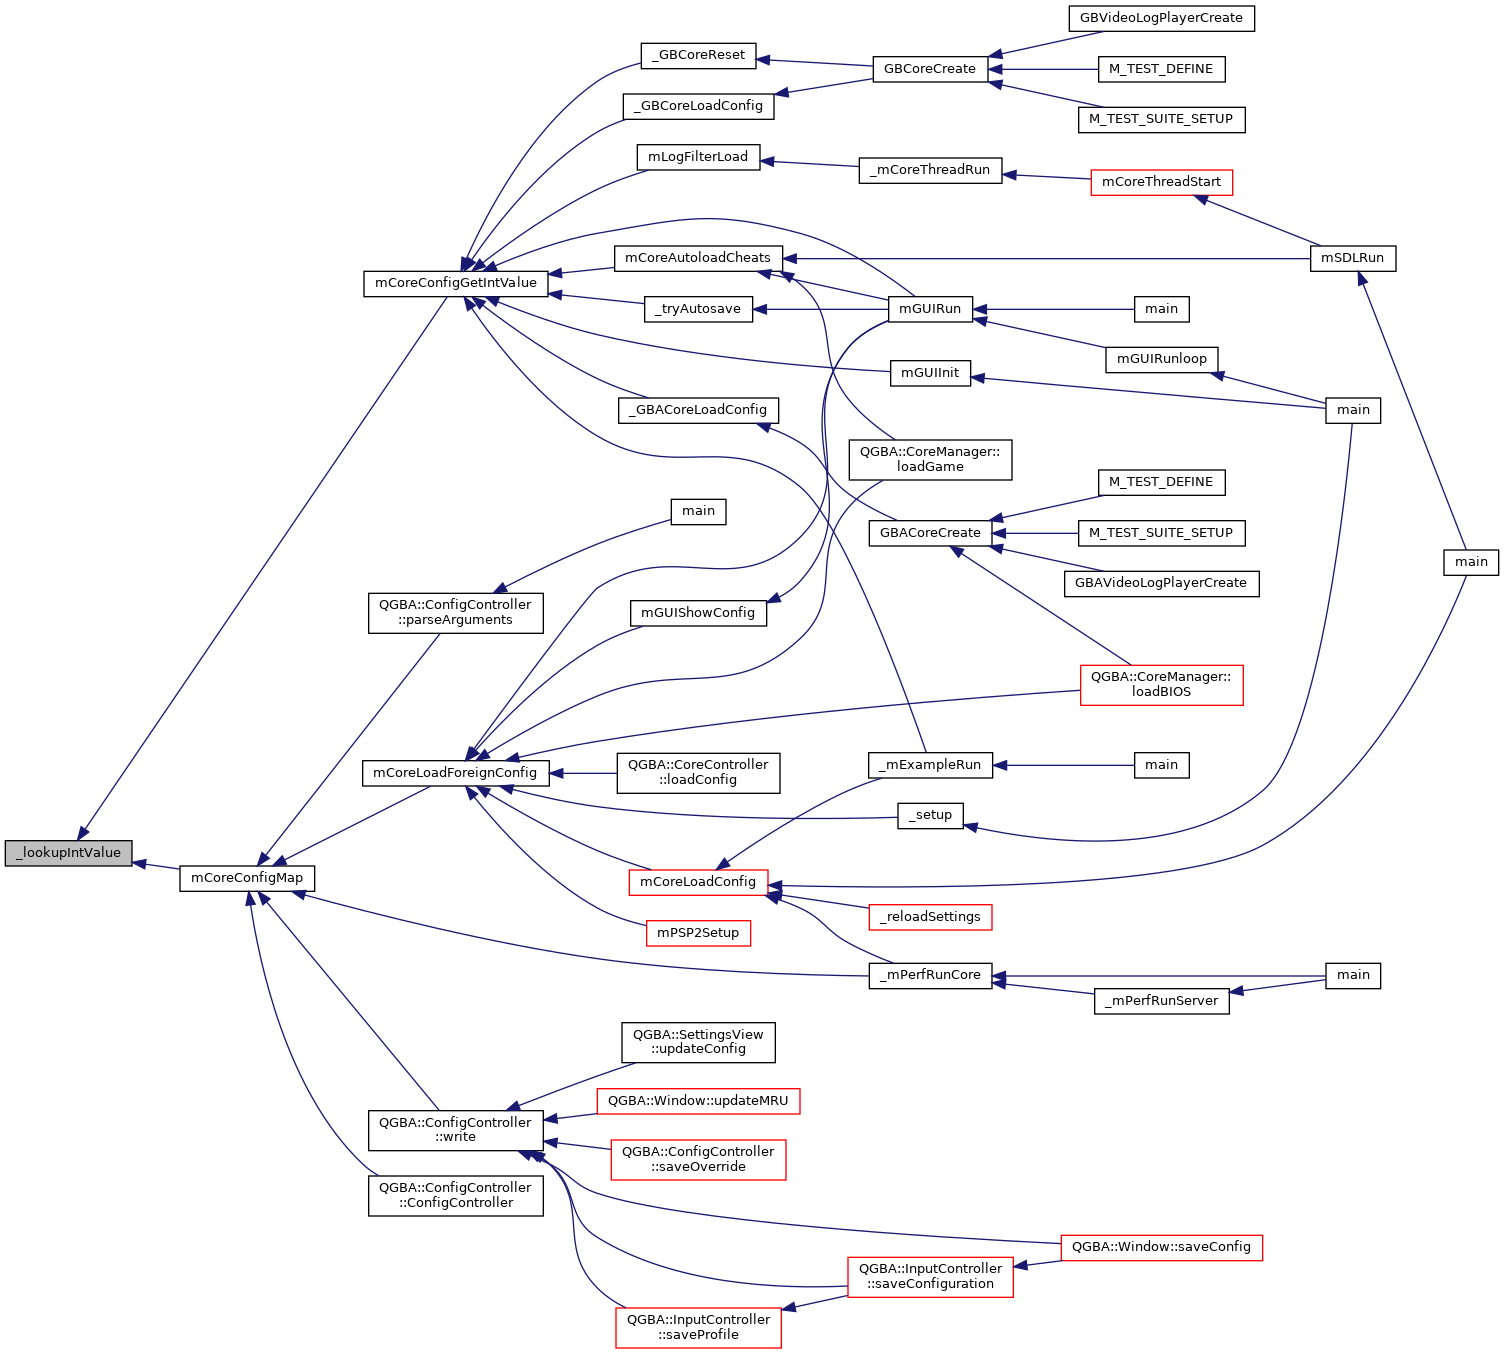 GBVideoLogPlayerCreate
_GBCoreReset
GBCoreCreate
M_TEST_DEFINE
_GBCoreLoadConfig
M_TEST_SUITE_SETUP
mLogFilterLoad
_mCoreThreadRun
mCoreThreadStart
mCoreAutoloadCheats
mSDLRun
mCoreConfigGetIntValue
_tryAutosave
mGUIRun
main
mGUIRunloop
mGUIInit
_GBACoreLoadConfig
main
QGBA::CoreManager::
loadGame
M_TEST_DEFINE
main
GBACoreCreate
M_TEST_SUITE_SETUP
main
GBAVideoLogPlayerCreate
QGBA::ConfigController
::parseArguments
mGUIShowConfig
QGBA::CoreManager::
loadBIOS
mCoreLoadForeignConfig
QGBA::CoreController
::loadConfig
_mExampleRun
main
_setup
_lookupIntValue
mCoreConfigMap
mCoreLoadConfig
_reloadSettings
mPSP2Setup
_mPerfRunCore
main
_mPerfRunServer
QGBA::SettingsView
::updateConfig
QGBA::Window::updateMRU
QGBA::ConfigController
::write
QGBA::ConfigController
::saveOverride
QGBA::ConfigController
::ConfigController
QGBA::Window::saveConfig
QGBA::InputController
::saveConfiguration
QGBA::InputController
::saveProfile